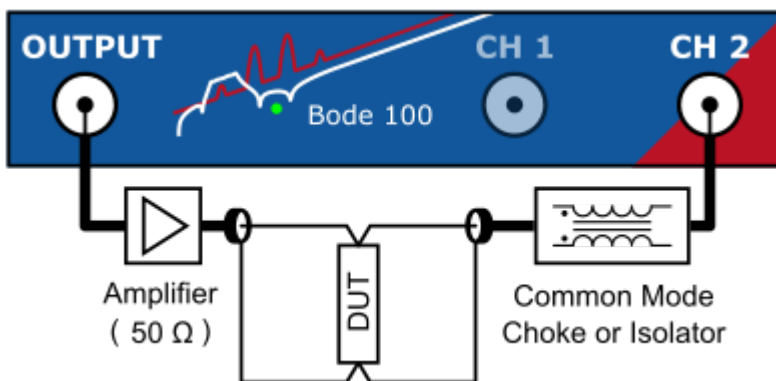 OUTPUT
CH 1
CH 2
Bode 100
Amplifier
( 50 Ω )
DUT
Common Mode
Choke or Isolator